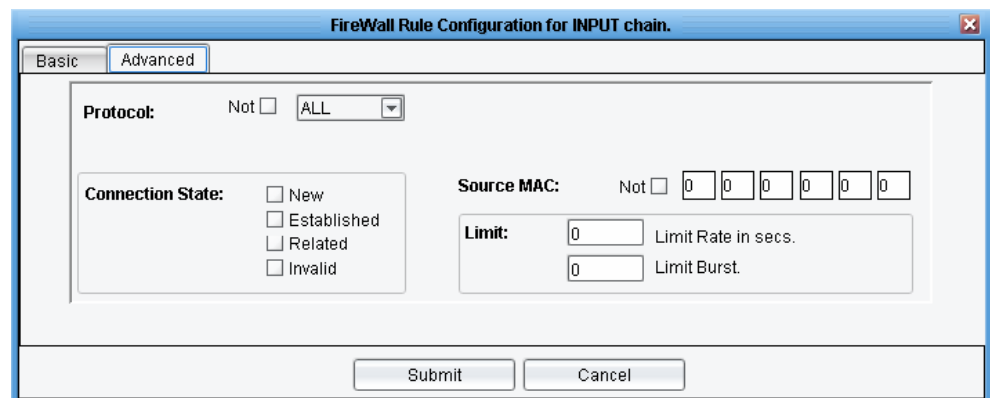 FireWall Rule Configuration for INPUT chain.
Basic
Advanced
Protocol:
Not
ALL
Connection State:
New
Established
Related
Invalid
Source MAC:
Not
0 0 0 0 0 0
Limit:
0 Limit Rate in secs.
0 Limit Burst.
Submit
Cancel